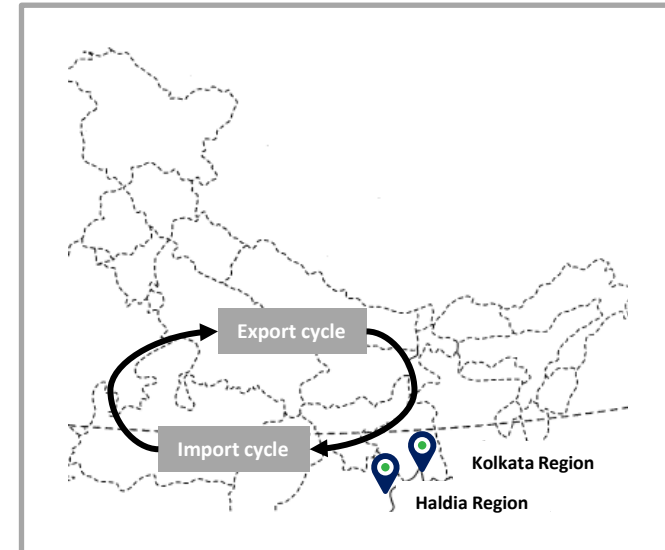 Export cycle
Import cycle
Kolkata Region
Haldia Region